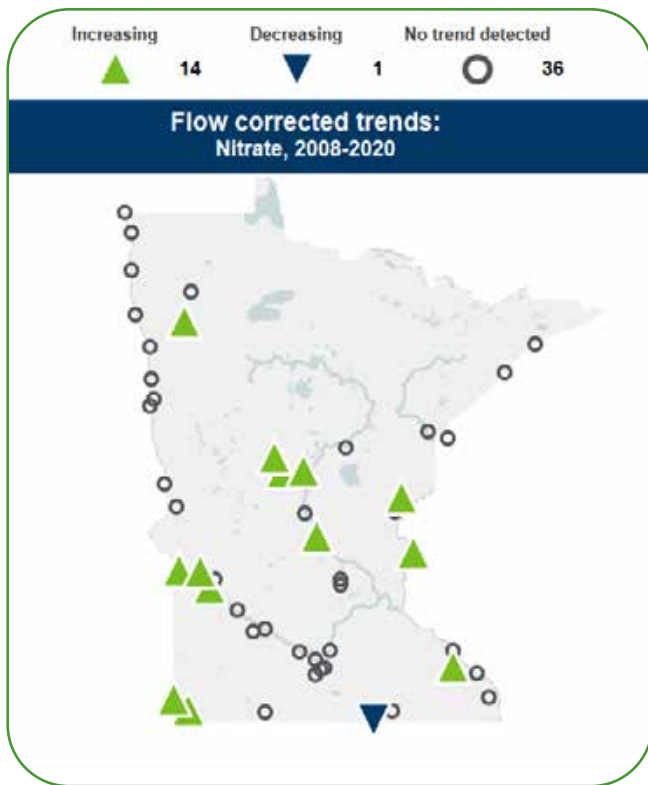 Increasing Decreasing No trend detected
14 1 36
Flow corrected trends:
Nitrate, 2008-2020